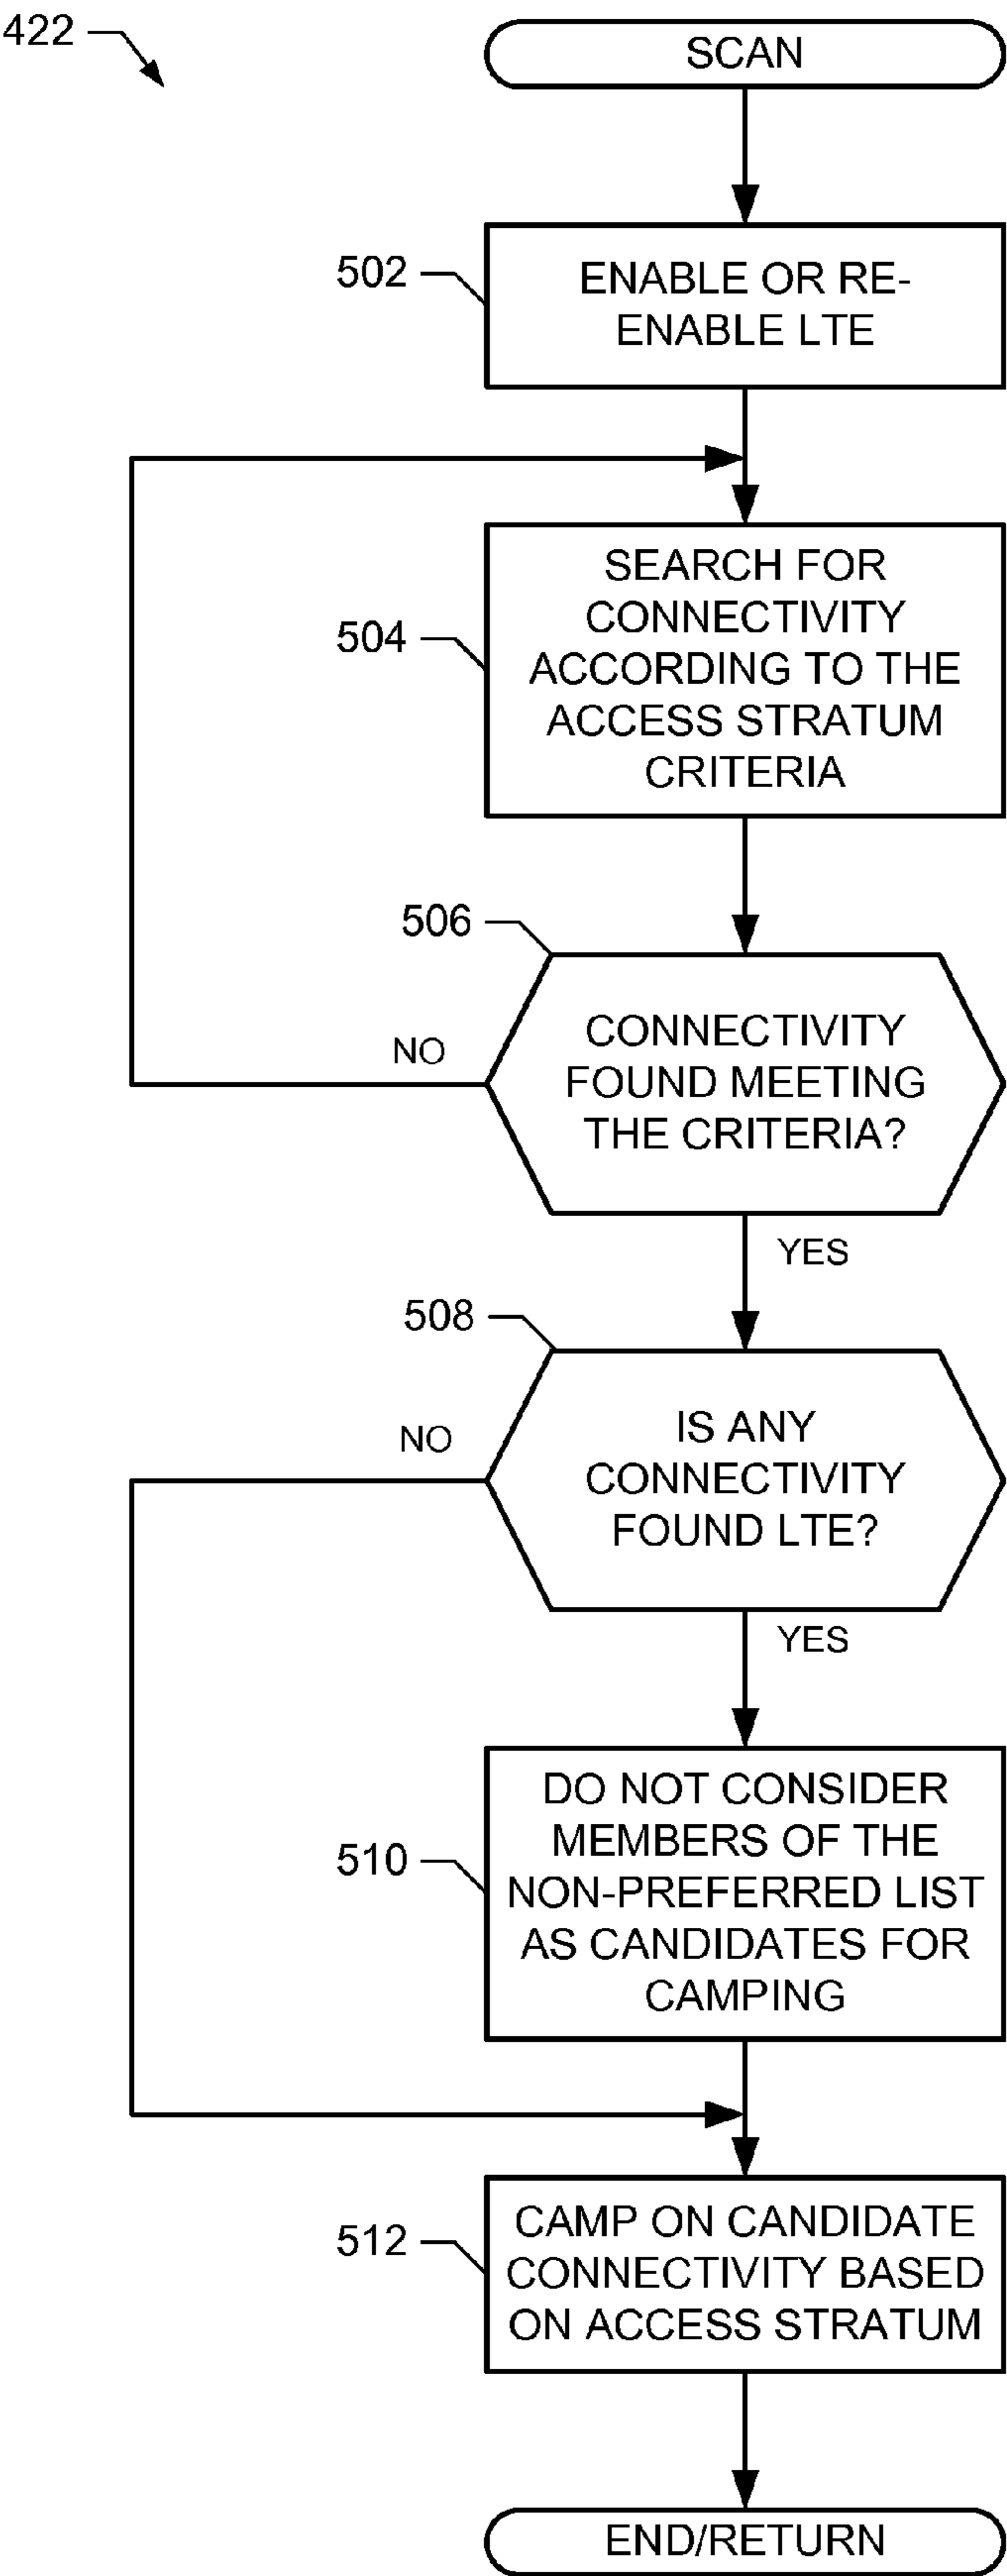 422
SCAN
502
ENABLE OR RE-
ENABLE LTE
504
SEARCH FOR
CONNECTIVITY
ACCORDING TO THE
ACCESS STRATUM
CRITERIA
506
CONNECTIVITY
FOUND MEETING
THE CRITERIA?
NO
YES
508
IS ANY
CONNECTIVITY
FOUND LTE?
NO
YES
510
DO NOT CONSIDER
MEMBERS OF THE
NON-PREFERRED LIST
AS CANDIDATES FOR
CAMPING
512
CAMP ON CANDIDATE
CONNECTIVITY BASED
ON ACCESS STRATUM
END/RETURN